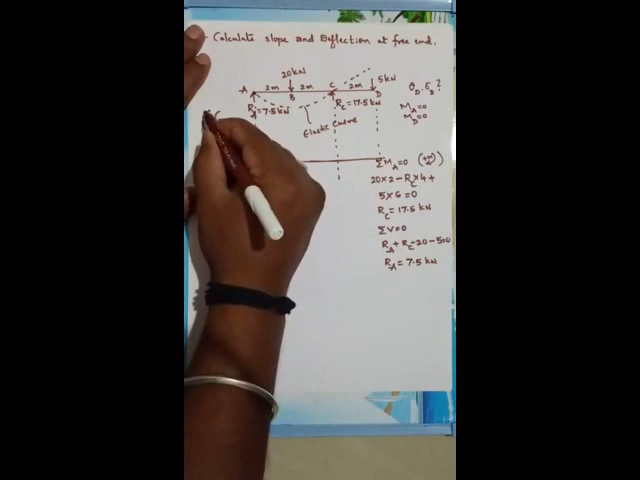 Calculate slope and Deflection at free end.
20kN
5kN
A 2m 2m C 2m
B D
θD, δD?
RA=7.5kN
RC=17.5kN
MA=0
MD=0
Elastic Curve
ΣMA=0 (+M)
20×2-RC×4+
5×6=0
RC=17.5 kN
ΣV=0
RA+RC-20-5=0
RA=7.5 kN